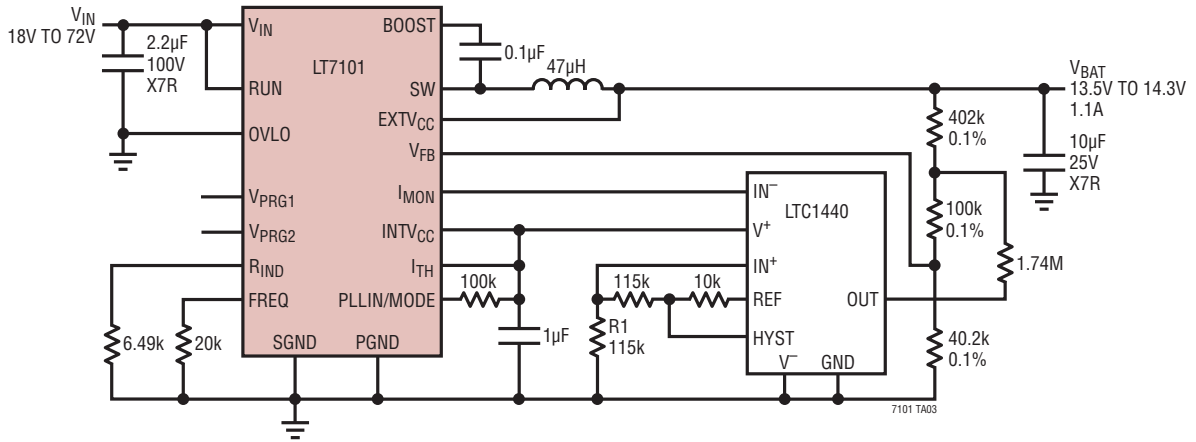 VIN
18V TO 72V
2.2µF
100V
X7R
VIN
RUN
OVLO
VPRG1
VPRG2
RIND
FREQ
LT7101
BOOST
SW
EXTVCC
VFB
IMON
INTVCC
ITH
PLLIN/MODE
SGND
PGND
6.49k
20k
0.1µF
47µH
100k
1µF
115k
10k
R1
115k
IN–
LTC1440
V+
IN+
REF
HYST
OUT
V–
GND
402k
0.1%
100k
0.1%
1.74M
40.2k
0.1%
VBAT
13.5V TO 14.3V
1.1A
10µF
25V
X7R
7101 TA03